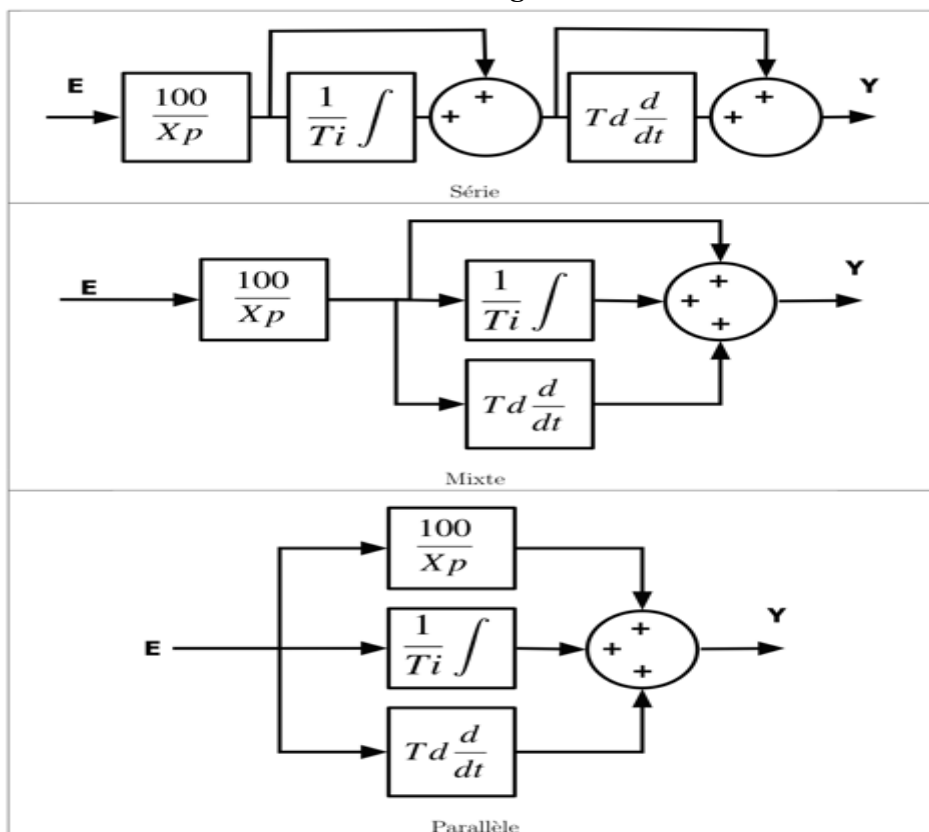 g
E 100/Xp 1/Ti ∫ + + Td d/dt + + Y
Série
E 100/Xp 1/Ti ∫ + + + Y
Td d/dt
Mixte
100/Xp
E 1/Ti ∫ + + + Y
Td d/dt
Parallèle